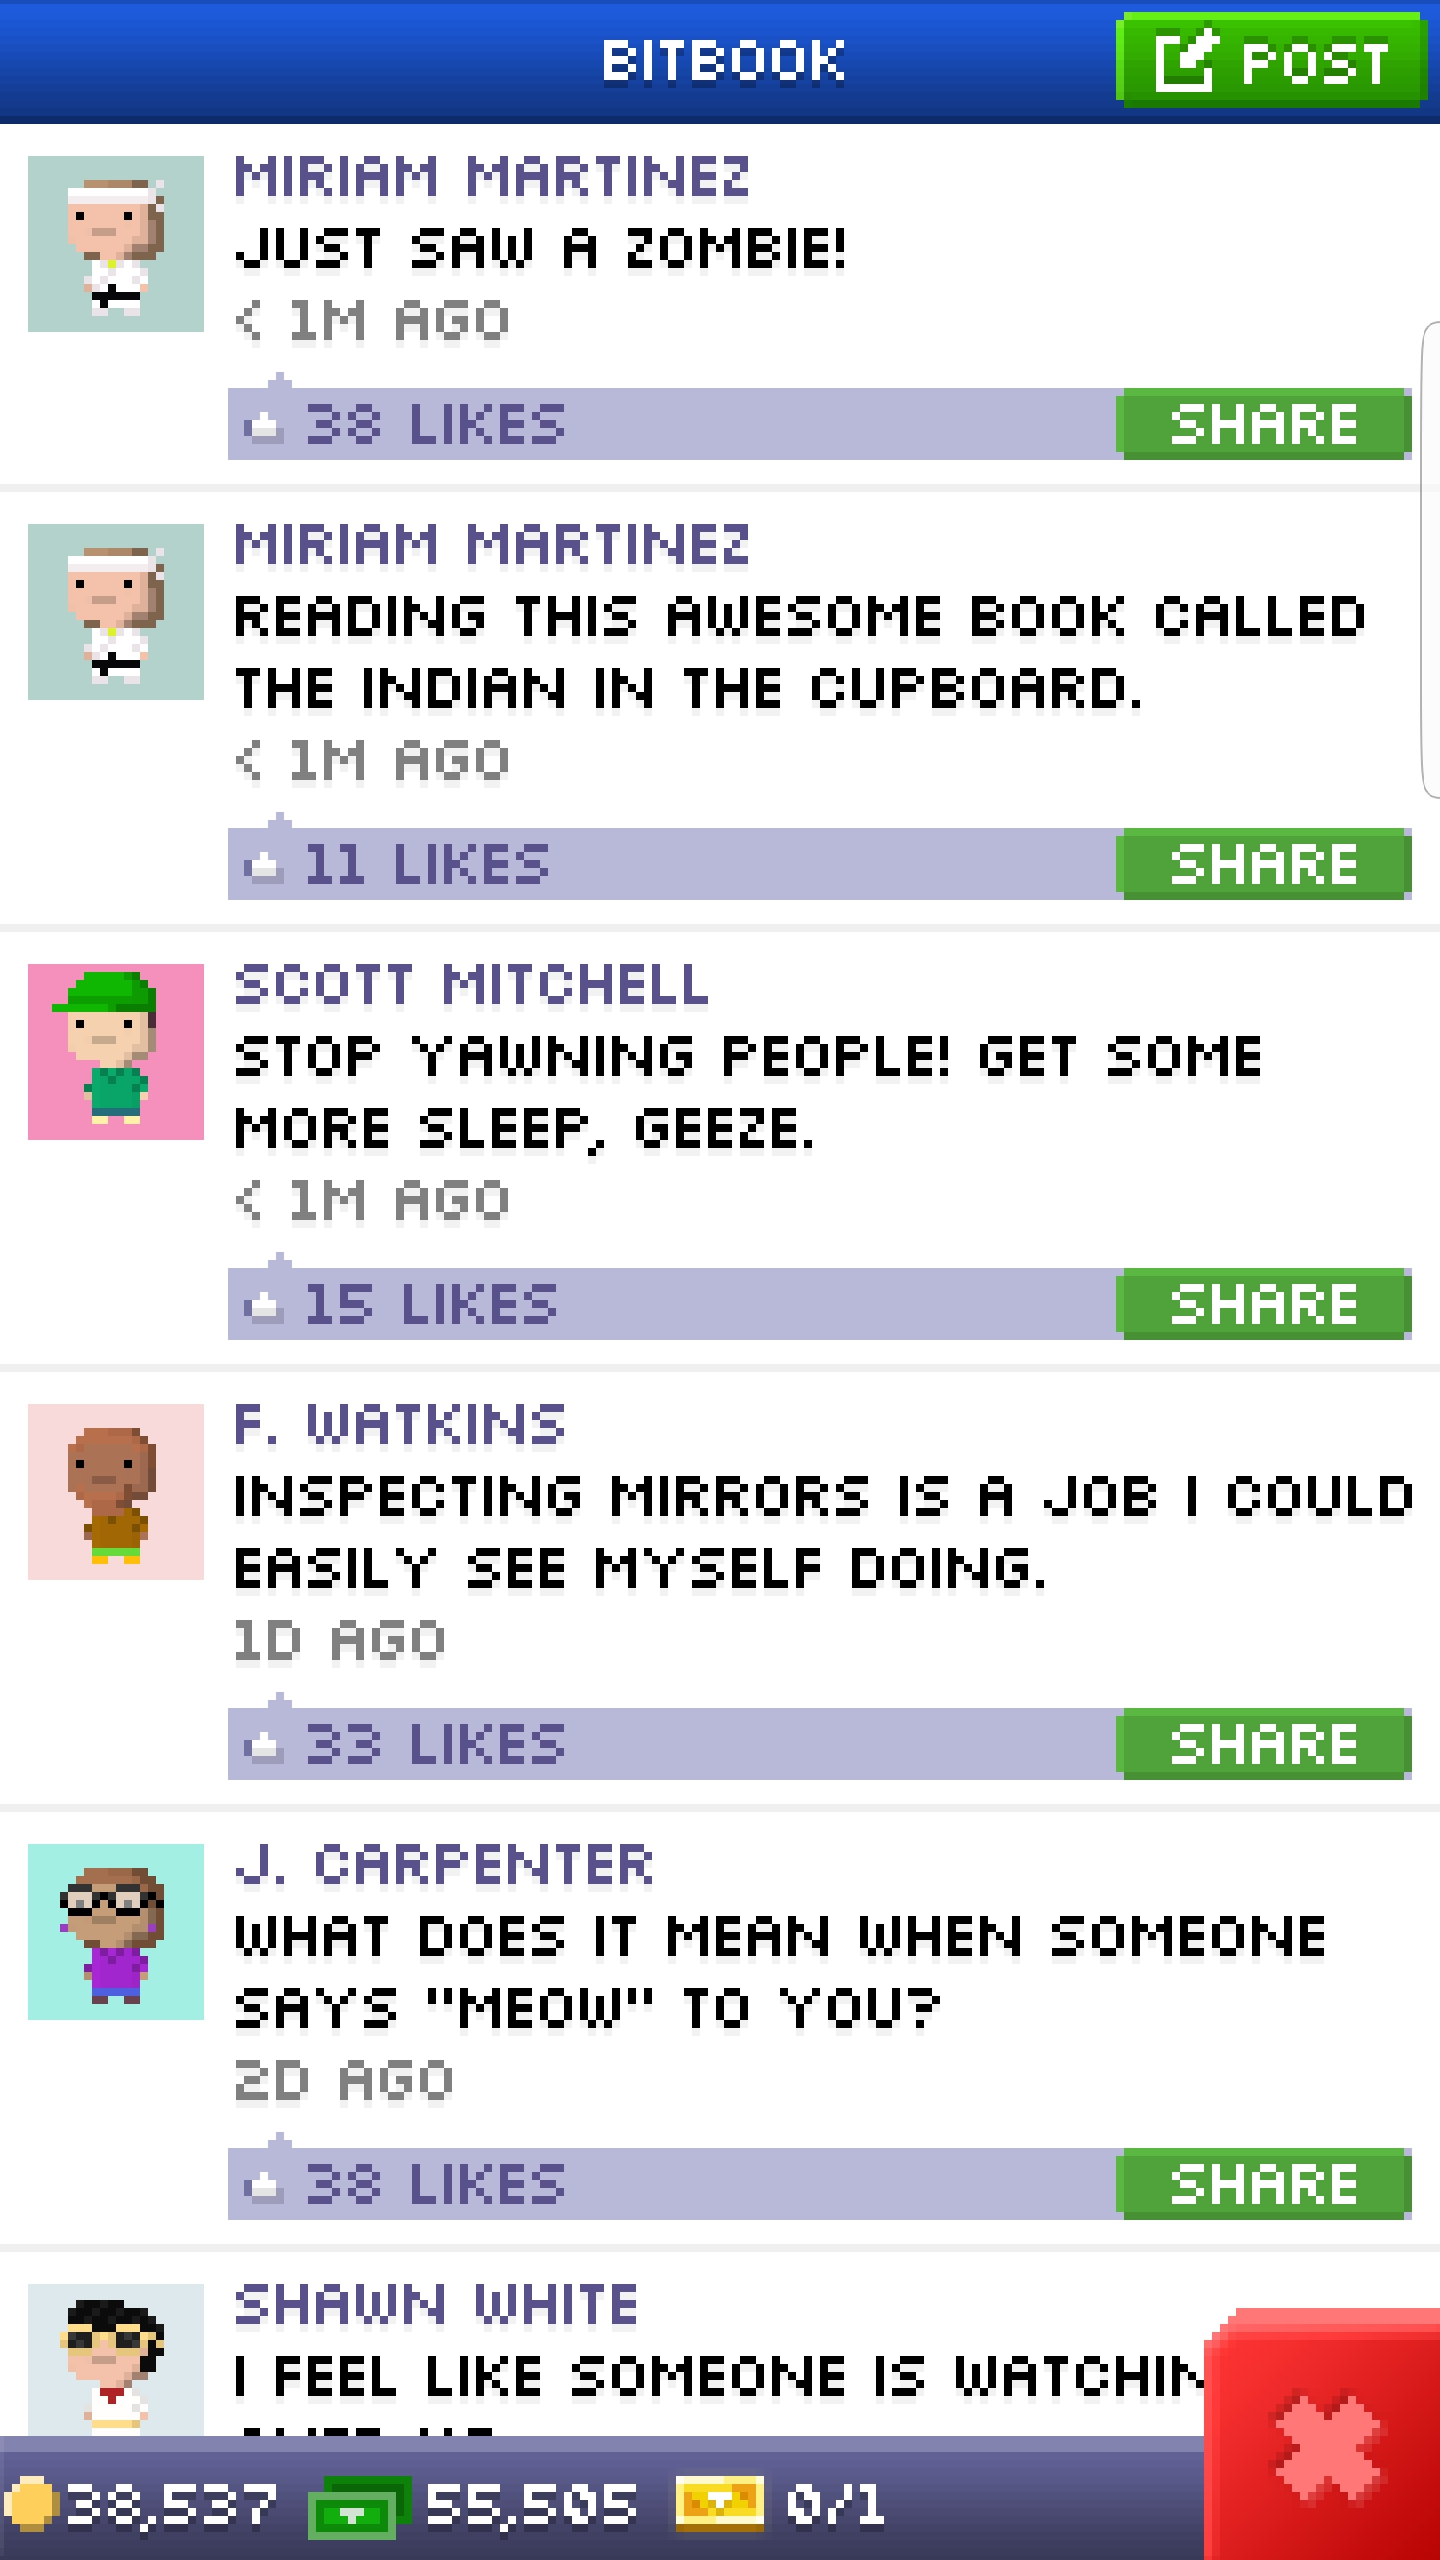 BITBOOK
POST
MIRIAM MARTINEZ
JUST SAW A ZOMBIE!
< 1M AGO
38 LIKES
SHARE
MIRIAM MARTINEZ
READING THIS AWESOME BOOK CALLED
THE INDIAN IN THE CUPBOARD.
< 1M AGO
11 LIKES
SHARE
SCOTT MITCHELL
STOP YAWNING PEOPLE! GET SOME
MORE SLEEP, GEEZE.
< 1M AGO
15 LIKES
SHARE
F. WATKINS
INSPECTING MIRRORS IS A JOB I COULD
EASILY SEE MYSELF DOING.
1D AGO
33 LIKES
SHARE
J. CARPENTER
WHAT DOES IT MEAN WHEN SOMEONE
SAYS "MEOW" TO YOU?
2D AGO
38 LIKES
SHARE
SHAWN WHITE
I FEEL LIKE SOMEONE IS
38,537
55,505
0/1